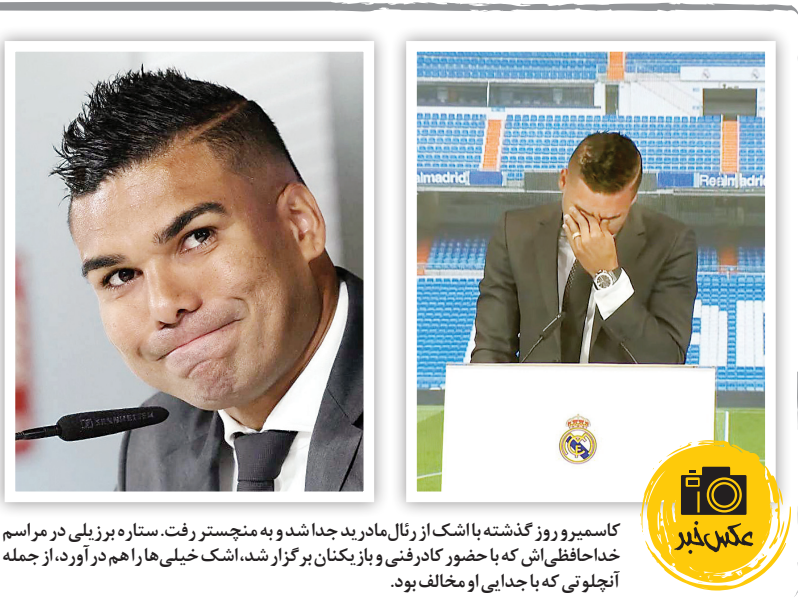 SENNHEISER
almadrid
Realmadrid
عکس‌خبر
کاسمیرو روز گذشته با اشک از رئال‌مادرید جدا شد و به منچستر رفت. ستاره برزیلی در مراسم
خداحافظی‌اش که با حضور کادرفنی و بازیکنان برگزار شد، اشک خیلی‌ها را هم درآورد، از جمله
آنچلوتی که با جدایی او مخالف بود.